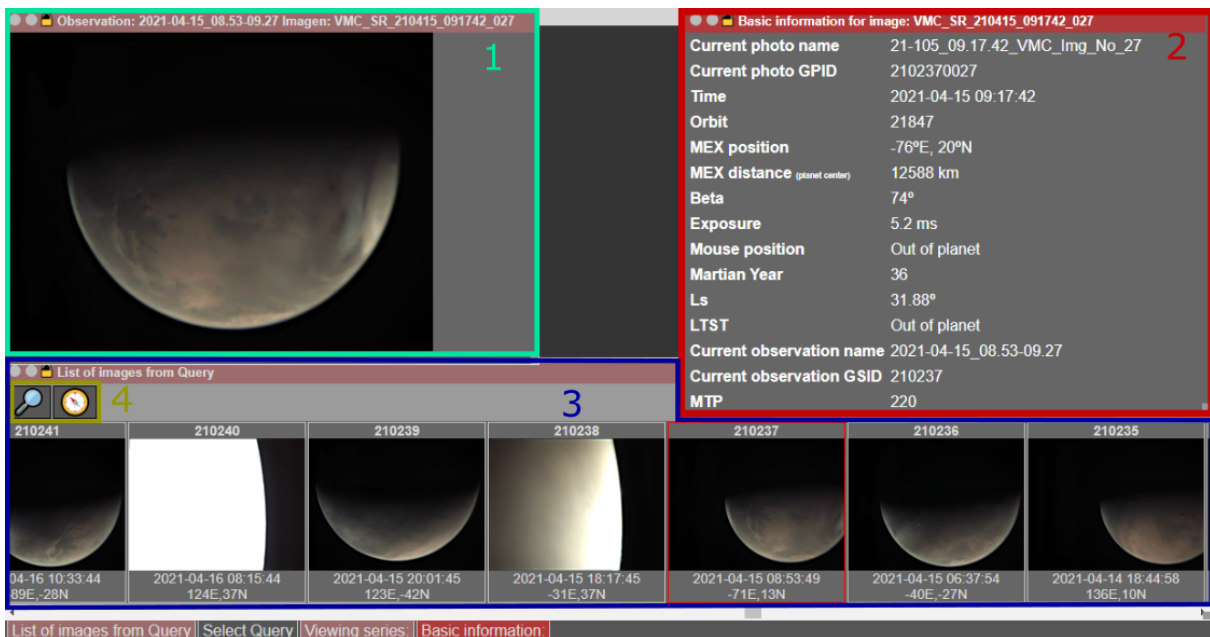 Observation: 2021-04-15_08.53-09.27 Imagen: VMC_SR_210415_091742_027
1
Basic information for image: VMC_SR_210415_091742_027
2
Current photo name 21-105_09.17.42_VMC_Img_No_27
Current photo GPID 2102370027
Time 2021-04-15 09:17:42
Orbit 21847
MEX position -76ºE, 20ºN
MEX distance (planet center) 12588 km
Beta 74º
Exposure 5.2 ms
Mouse position Out of planet
Martian Year 36
Ls 31.88º
LTST Out of planet
Current observation name 2021-04-15_08.53-09.27
Current observation GSID 210237
MTP 220
List of images from Query
4
3
210241 210240 210239 210238 210237 210236 210235
04-16 10:33:44 2021-04-16 08:15:44 2021-04-15 20:01:45 2021-04-15 18:17:45 2021-04-15 08:53:49 2021-04-15 06:37:54 2021-04-14 18:44:58
89E,-28N 124E,37N 123E,-42N -31E,37N -71E,13N -40E,-27N 136E,10N
List of images from Query Select Query Viewing series: Basic information: